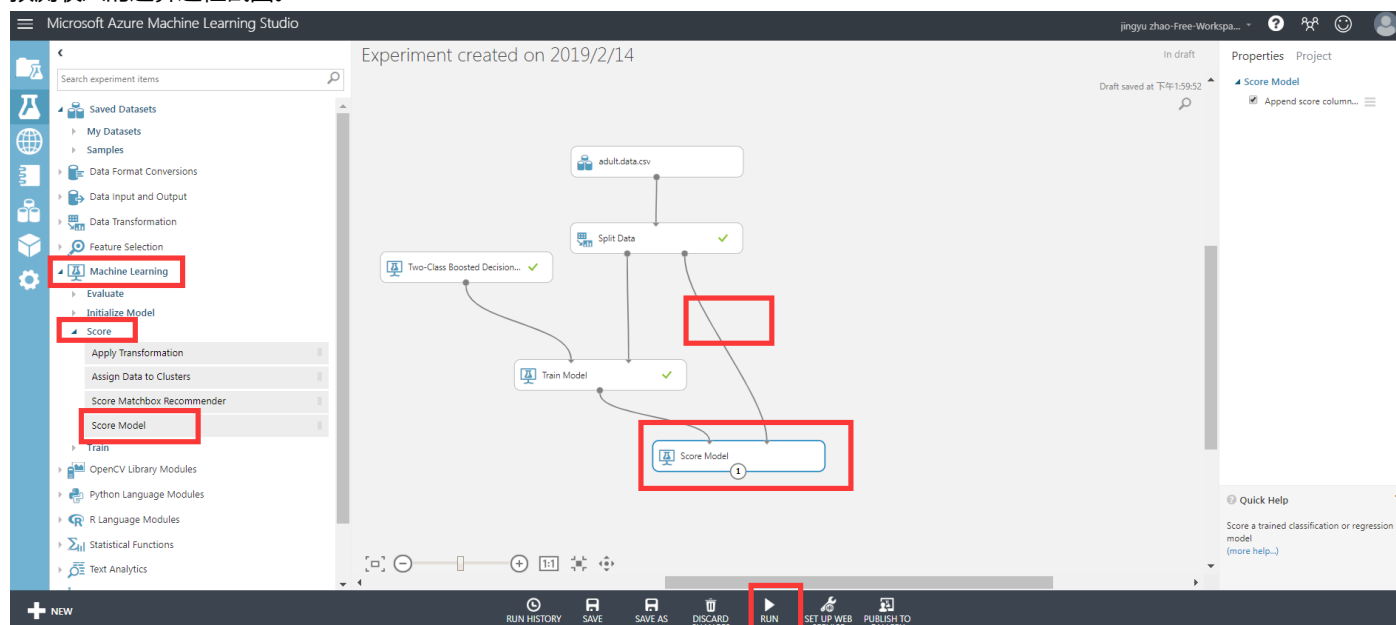 Microsoft Azure Machine Learning Studio
jingyu zhao-Free-Workspa...
Search experiment items
Saved Datasets
My Datasets
Samples
Data Format Conversions
Data Input and Output
Data Transformation
Feature Selection
Machine Learning
Evaluate
Initialize Model
Score
Apply Transformation
Assign Data to Clusters
Score Matchbox Recommender
Score Model
Train
OpenCV Library Modules
Python Language Modules
R Language Modules
Statistical Functions
Text Analytics
Experiment created on 2019/2/14
In draft
Draft saved at 下午1:59:52
adult.data.csv
Split Data
Two-Class Boosted Decision...
Train Model
Score Model
1
1:1
Properties Project
Score Model
Append score column...
Quick Help
Score a trained classification or regression
model
(more help...)
NEW
RUN HISTORY
SAVE
SAVE AS
DISCARD
RUN
SET UP WEB
PUBLISH TO